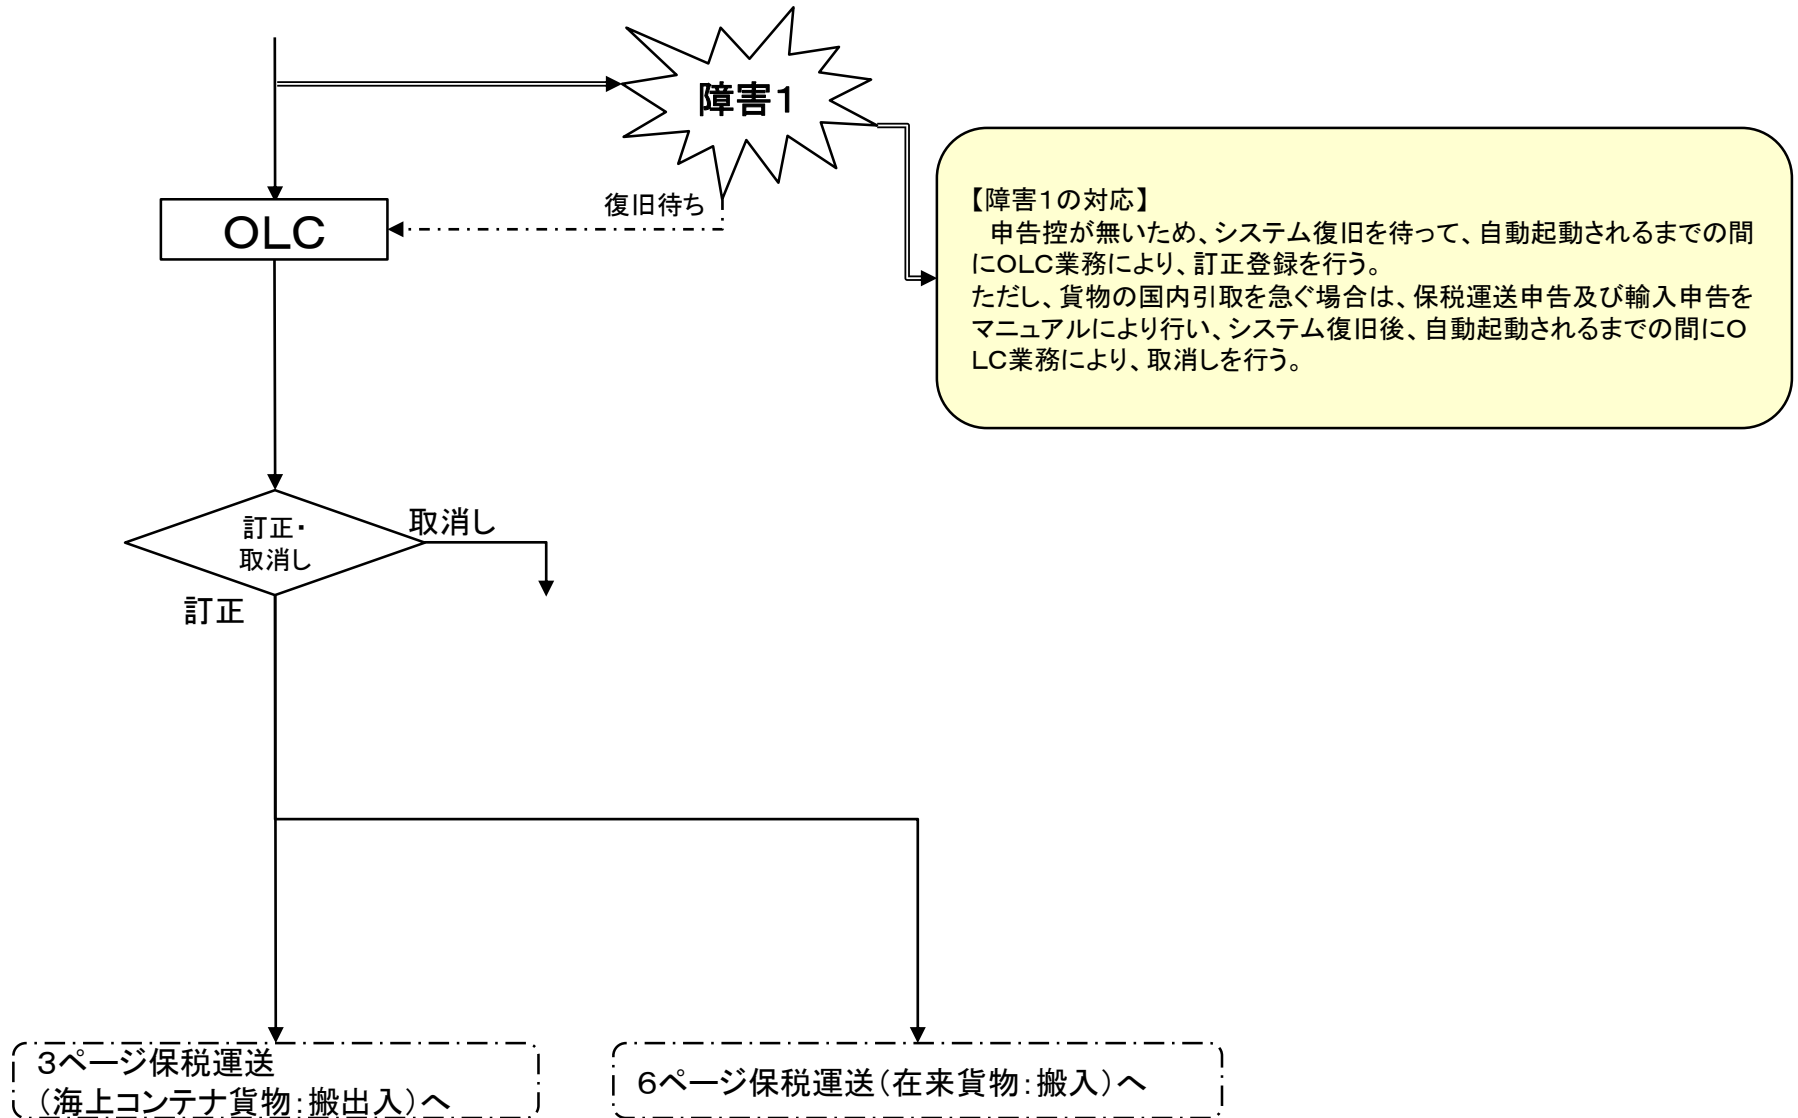 障害1
復旧待ち
OLC
【障害1の対応】
　申告控が無いため、システム復旧を待って、自動起動されるまでの間
にOLC業務により、訂正登録を行う。
ただし、貨物の国内引取を急ぐ場合は、保税運送申告及び輸入申告を
マニュアルにより行い、システム復旧後、自動起動されるまでの間にO
LC業務により、取消しを行う。
訂正・
取消し
取消し
訂正
3ページ保税運送
（海上コンテナ貨物：搬出入）へ
6ページ保税運送（在来貨物：搬入）へ